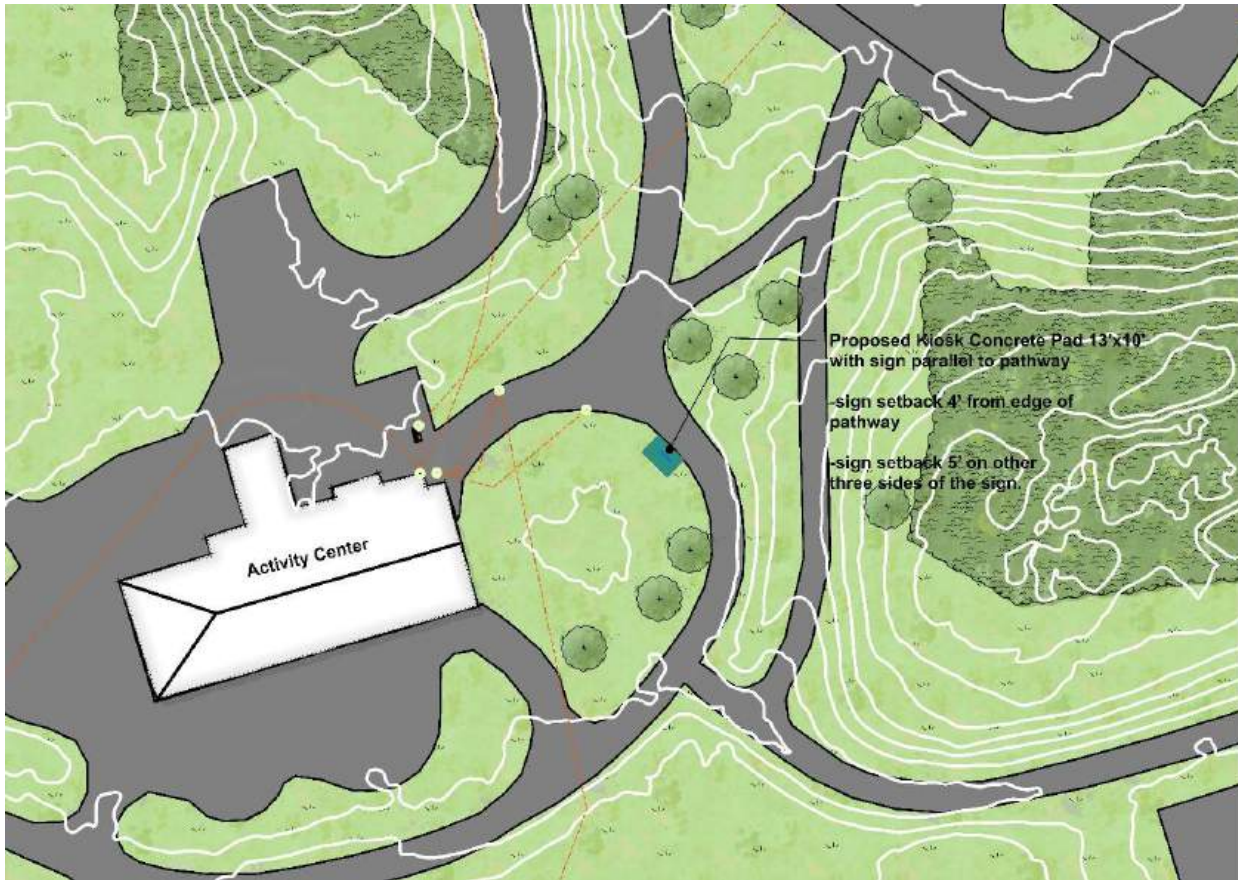 Proposed Kiosk Concrete Pad 13'x10'
with sign parallel to pathway
-sign setback 4' from edge of
pathway
-sign setback 5' on other
three sides of the sign.
Activity Center